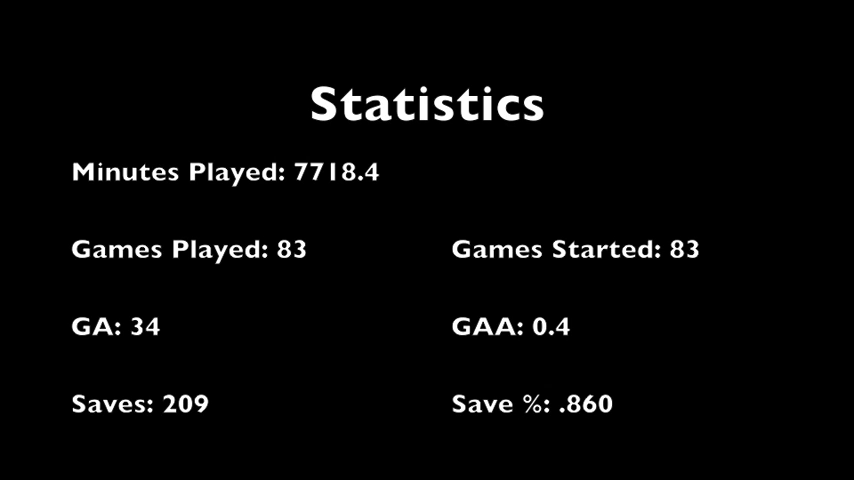 Statistics
Minutes Played: 7718.4
Games Played: 83 Games Started: 83
GA: 34 GAA: 0.4
Saves: 209 Save %: .860